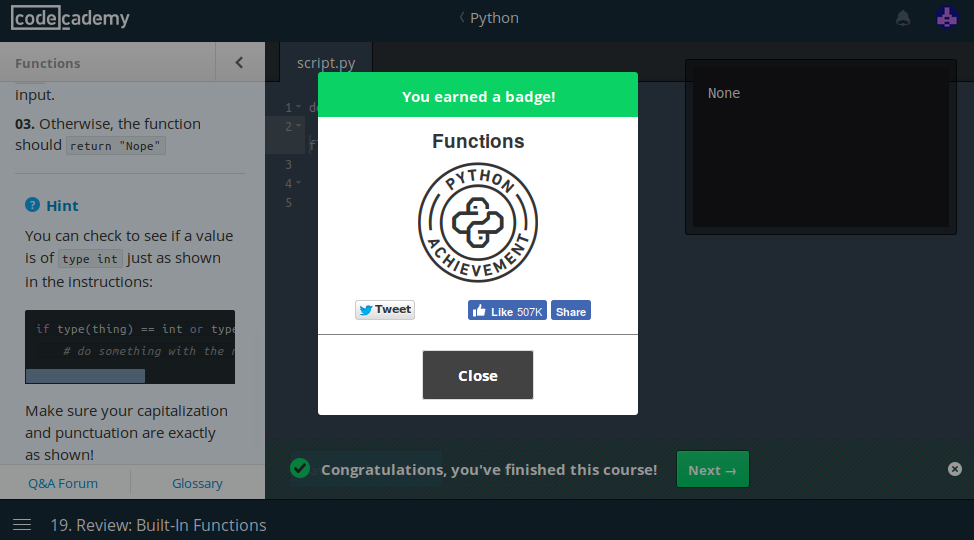 codecademy
Python
Functions
input.
03. Otherwise, the function
should return "Nope"
Hint
You can check to see if a value
is of type int just as shown
in the instructions:
if type(thing) == int or type
# do something with the
Make sure your capitalization
and punctuation are exactly
as shown!
Q&A Forum
Glossary
script.py
1
2
3
4
5
None
You earned a badge!
Functions
PYTHON
ACHIEVEMENT
Tweet
Like 507K
Share
Close
Congratulations, you've finished this course!
Next →
19. Review: Built-In Functions